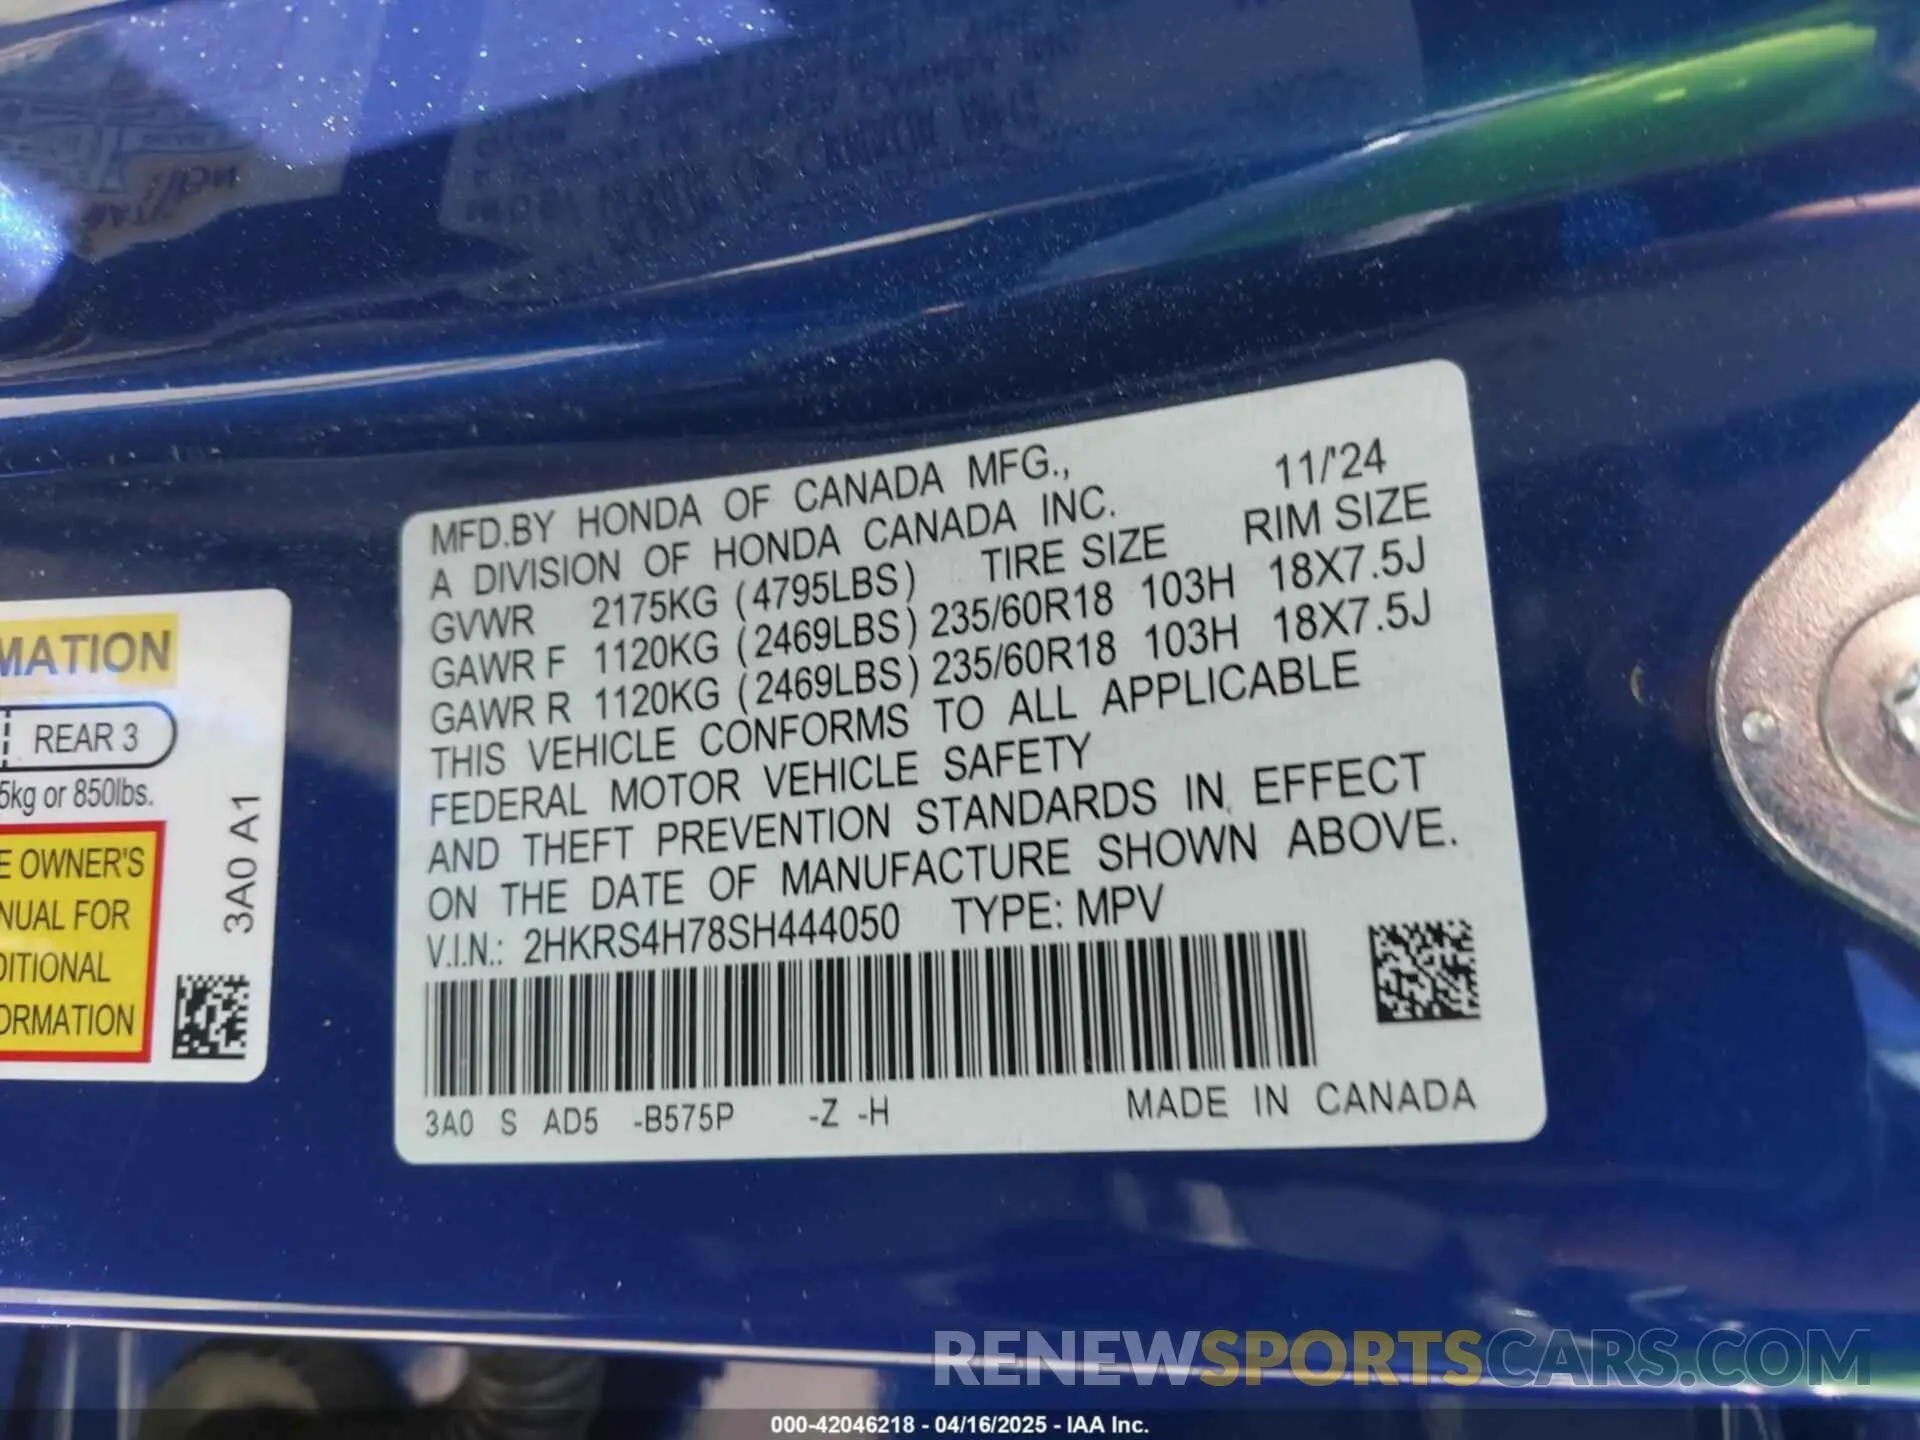 MFD.BY HONDA OF CANADA MFG., 11/'24
A DIVISION OF HONDA CANADA INC.
TIRE SIZE RIM SIZE
GVWR 2175KG (4795LBS)
GAWR F 1120KG (2469LBS) 235/60R18 103H 18X7.5J
GAWR R 1120KG (2469LBS) 235/60R18 103H 18X7.5J
THIS VEHICLE CONFORMS TO ALL APPLICABLE
FEDERAL MOTOR VEHICLE SAFETY
AND THEFT PREVENTION STANDARDS IN EFFECT
ON THE DATE OF MANUFACTURE SHOWN ABOVE.
V.I.N.: 2HKRS4H78SH444050 TYPE: MPV
3A0 S AD5 -B575P -Z -H MADE IN CANADA
MATION
REAR 3
5kg or 850lbs.
E OWNER'S
NUAL FOR
DITIONAL
ORMATION
3A0 A1
RENEWSPORTSCARS.COM
000-42046218 - 04/16/2025 - IAA Inc.